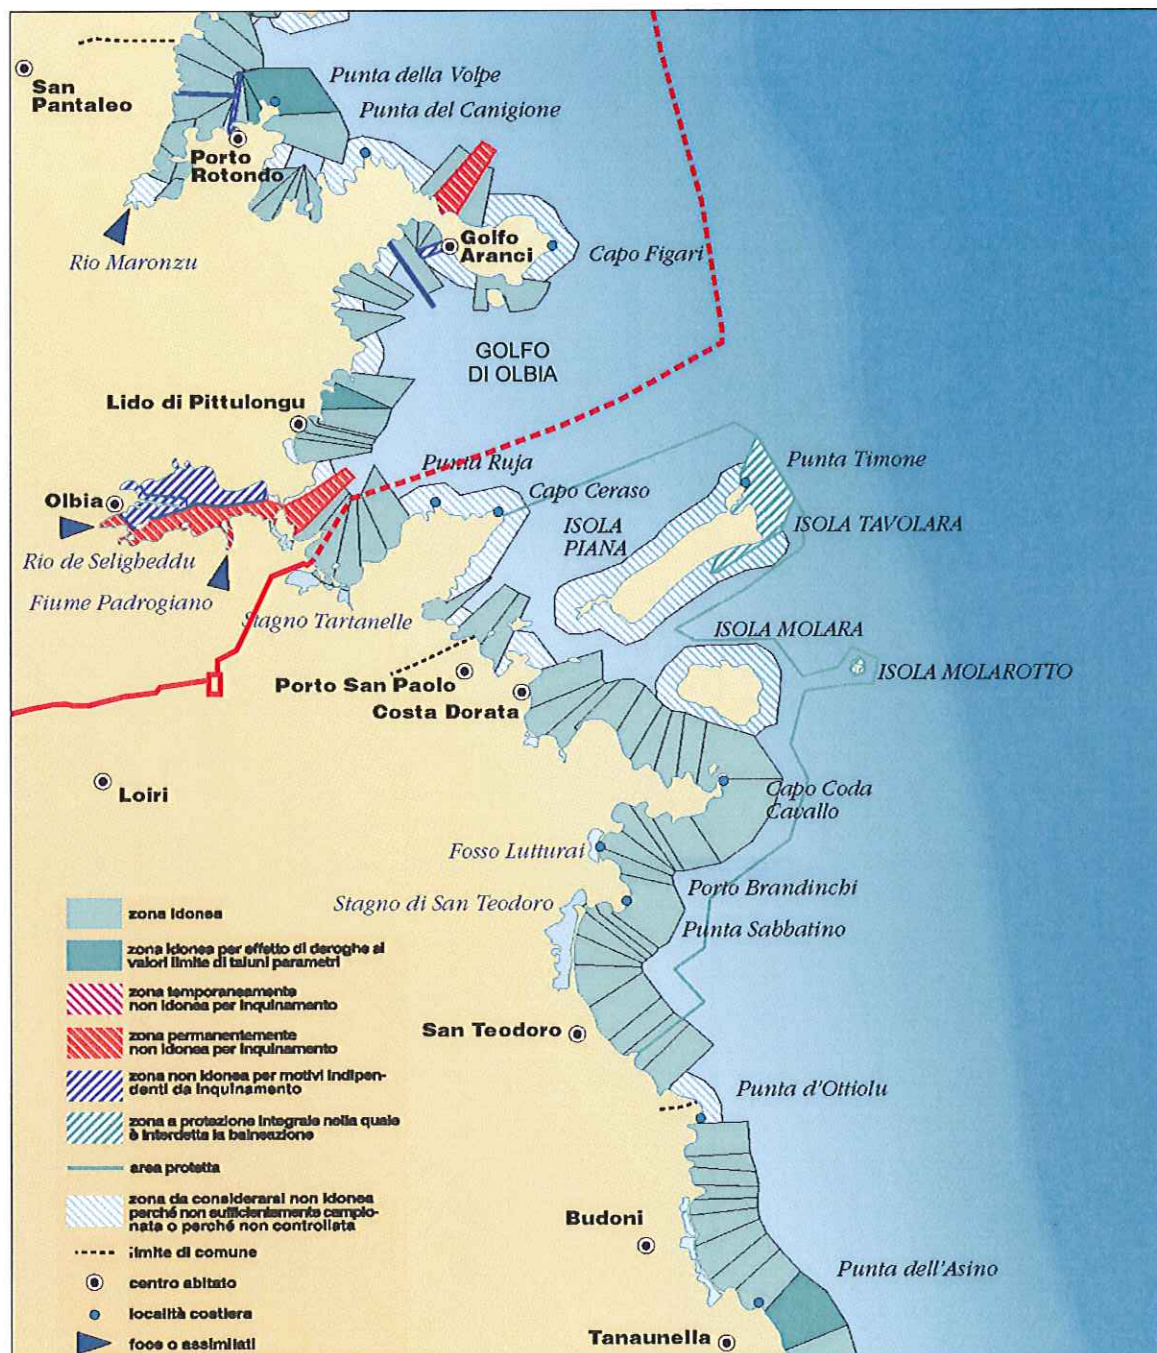 Punta della Volpe
San
Pantaleo
Punta del Canigione
Porto
Rotondo
Golfo
Aranci
Rio Maronzu
Capo Figari
GOLFO
DI OLBIA
Lido di Pittulongu
Punta Ruja
Punta Timone
Olbia
Capo Ceraso
ISOLA
PIANA
ISOLA TAVOLARA
Rio de Seligheddu
Fiume Padrogiano
Stagno Tartanelle
ISOLA MOLARA
ISOLA MOLAROTTO
Porto San Paolo
Costa Dorata
Loiri
Capo Coda
Cavallo
Fosso Lutturai
Porto Brandinchi
Stagno di San Teodoro
Punta Sabbatino
San Teodoro
Punta d'Ottiolu
Budoni
Punta dell'Asino
Tanaunella
zona idonea
zona idonea per effetto di deroghe ai
valori limite di taluni parametri
zona temporaneamente
non idonea per inquinamento
zona permanentemente
non idonea per inquinamento
zona non idonea per motivi indipen-
denti da inquinamento
zona a protezione integrale nella quale
è interdetta la balneazione
area protetta
zona da considerarsi non idonea
perché non sufficientemente campio-
nata o perché non controllata
limite di comune
centro abitato
località costiera
foce o assimilati